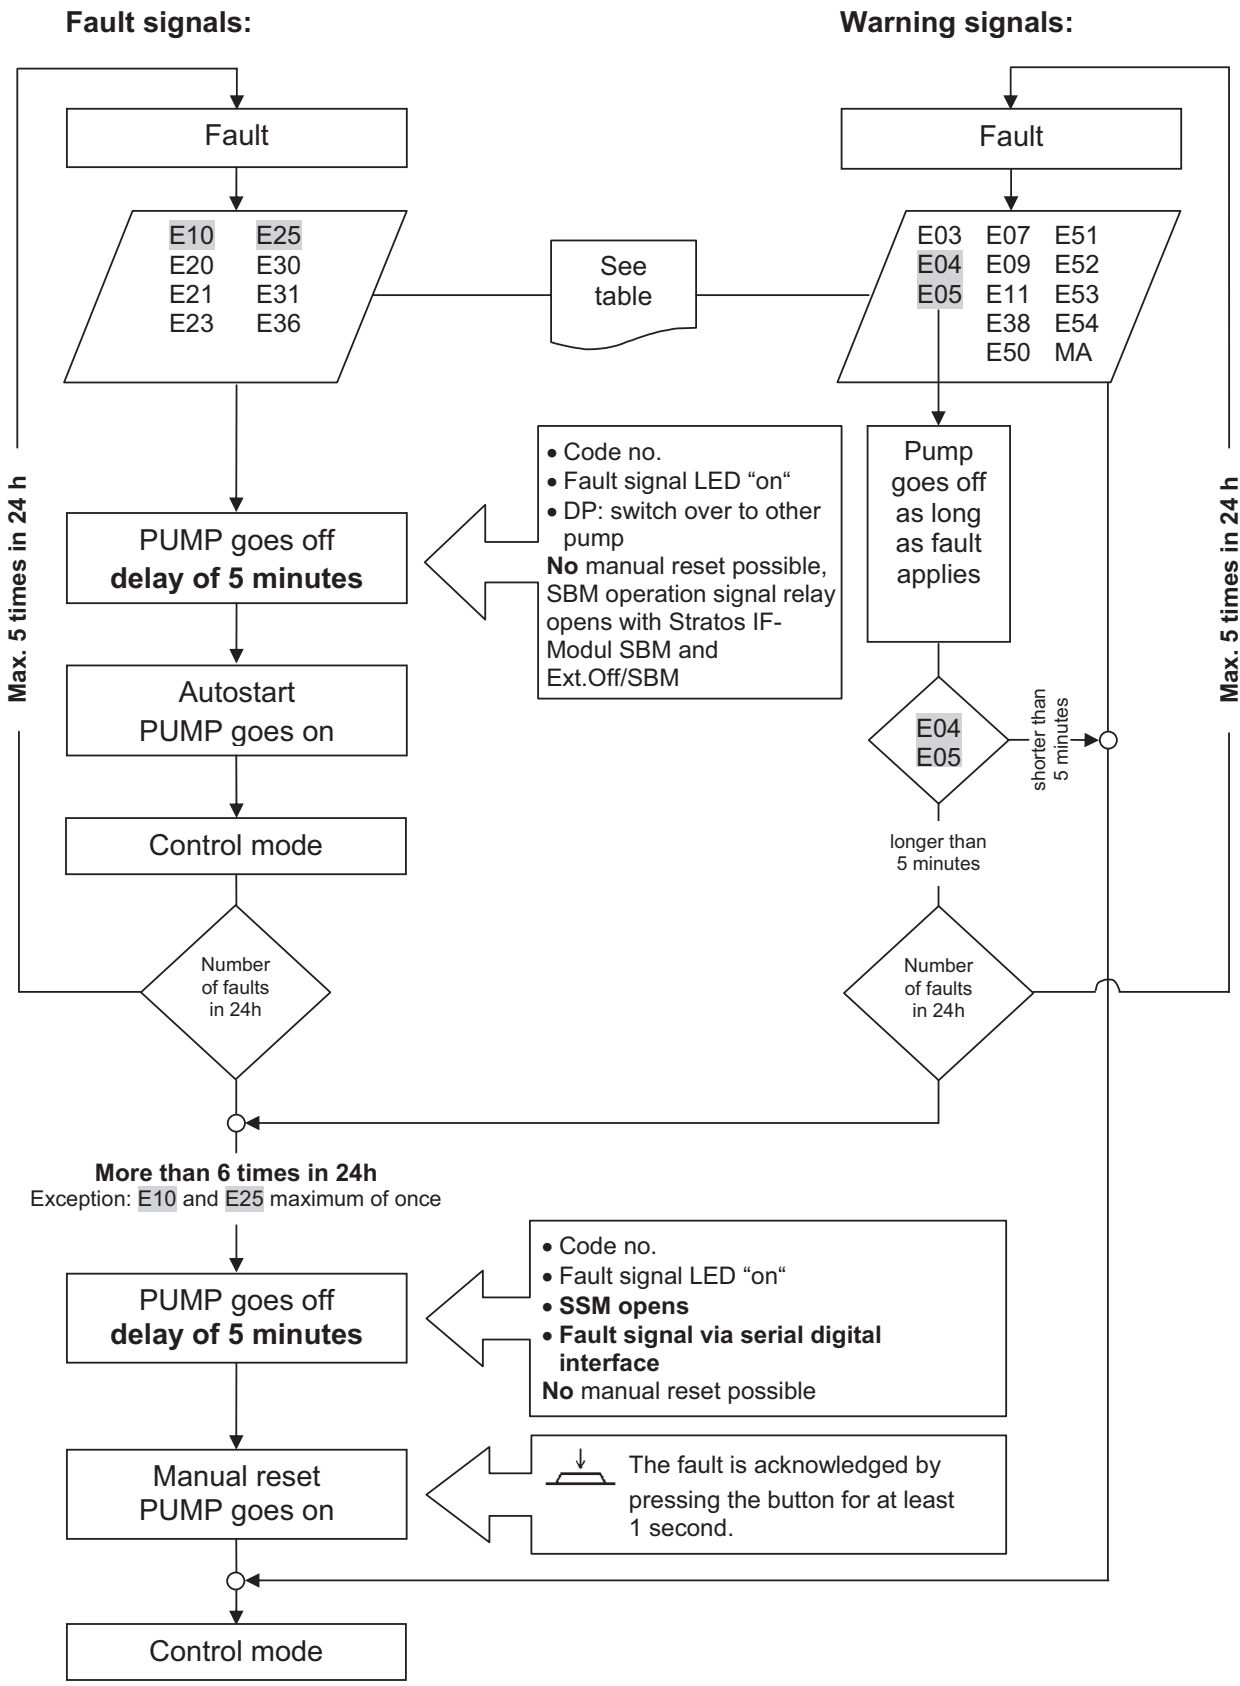 Fault signals:
Warning signals:
Fault
Fault
E10 E25
E20 E30
E21 E31
E23 E36
See
table
E03 E07 E51
E04 E09 E52
E05 E11 E53
E38 E54
E50 MA
Max. 5 times in 24 h
Max. 5 times in 24 h
• Code no.
• Fault signal LED “on“
• DP: switch over to other
pump
No manual reset possible,
SBM operation signal relay
opens with Stratos IF-
Modul SBM and
Ext.Off/SBM
Pump
goes off
as long
as fault
applies
PUMP goes off
delay of 5 minutes
Autostart
PUMP goes on
E04
E05
shorter than
5 minutes
Control mode
longer than
5 minutes
Number
of faults
in 24h
Number
of faults
in 24h
More than 6 times in 24h
Exception: E10 and E25 maximum of once
• Code no.
• Fault signal LED “on“
• SSM opens
• Fault signal via serial digital
interface
No manual reset possible
PUMP goes off
delay of 5 minutes
Manual reset
PUMP goes on
The fault is acknowledged by
pressing the button for at least
1 second.
Control mode